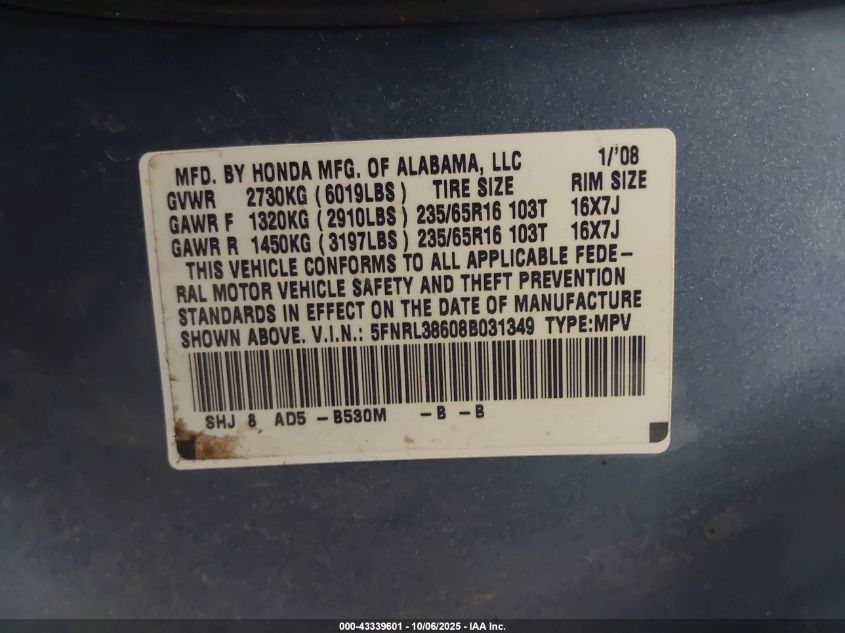 MFD. BY HONDA MFG. OF ALABAMA, LLC 1/'08
GVWR 2730KG (6019LBS) TIRE SIZE RIM SIZE
GAWR F 1320KG (2910LBS) 235/65R16 103T 16X7J
GAWR R 1450KG (3197LBS) 235/65R16 103T 16X7J
THIS VEHICLE CONFORMS TO ALL APPLICABLE FEDE-
RAL MOTOR VEHICLE SAFETY AND THEFT PREVENTION
STANDARDS IN EFFECT ON THE DATE OF MANUFACTURE
SHOWN ABOVE. V.I.N.: 5FNRL38608B031349 TYPE:MPV
SHJ 8 AD5 -B530M -B -B
000-43339601 - 10/06/2025 - IAA Inc.